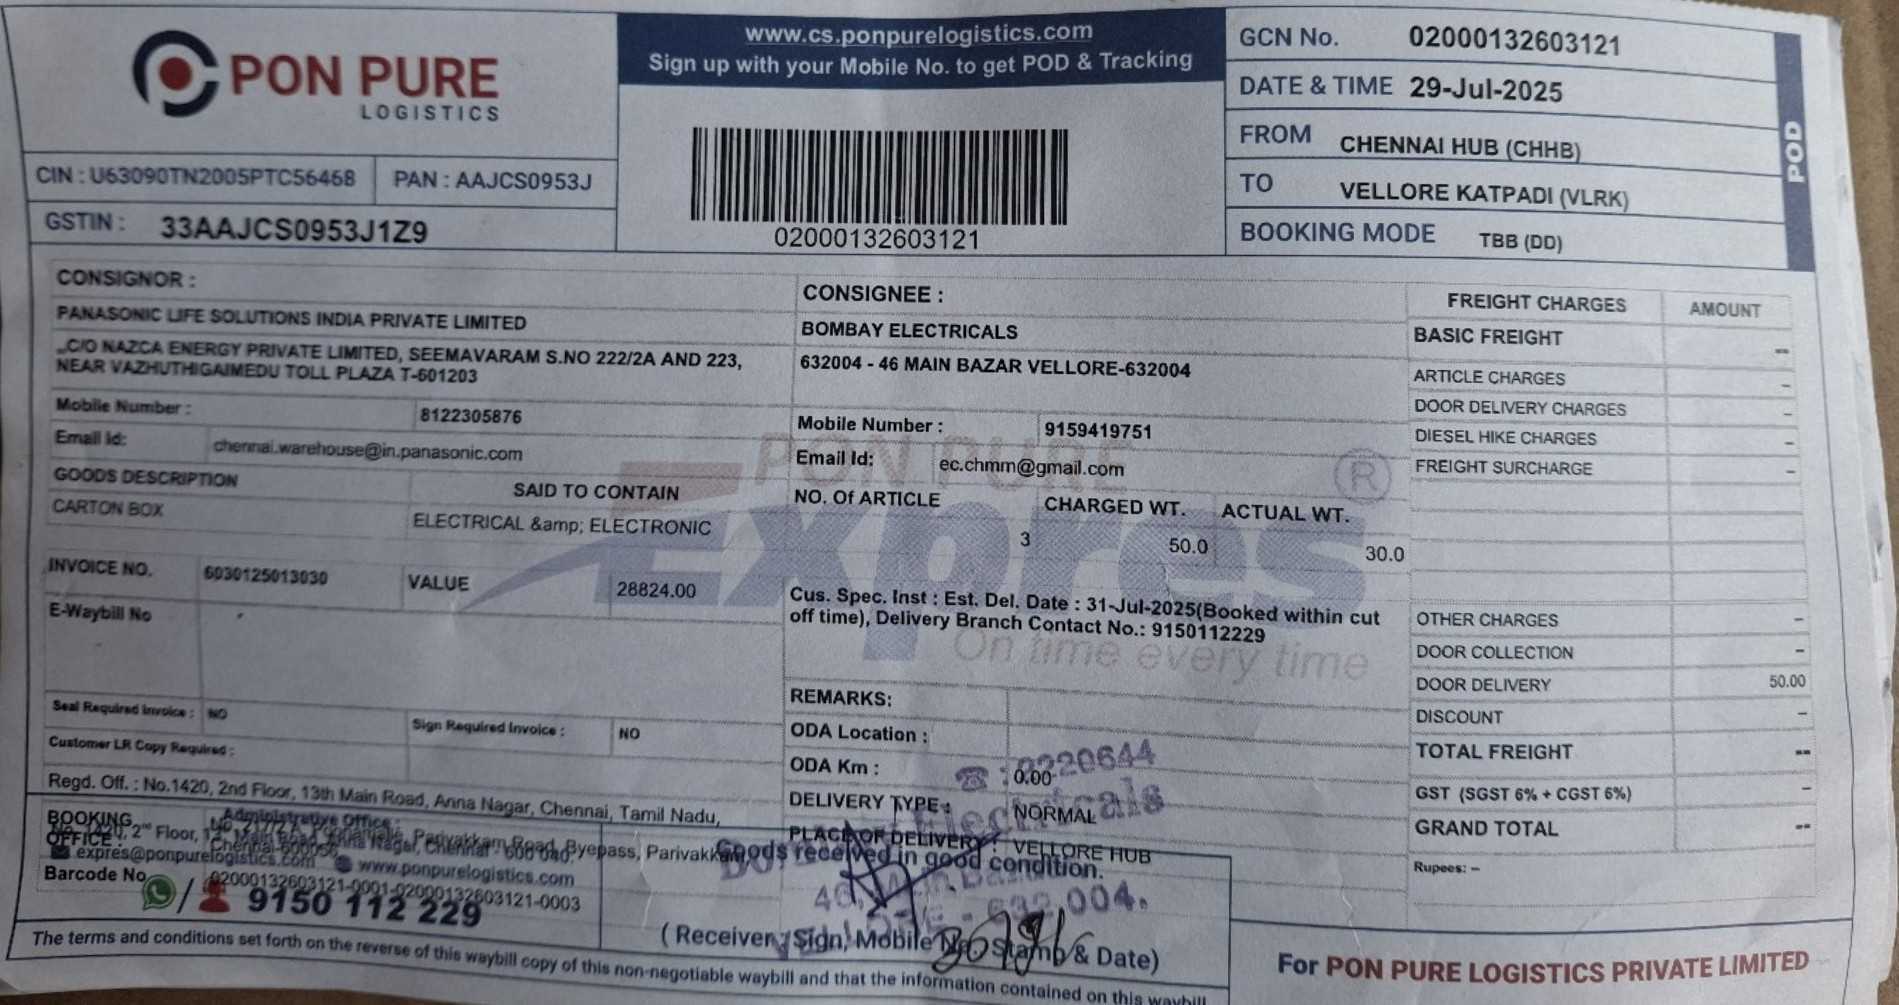 PON PURE
LOGISTICS
CIN : U63090TN2005PTC56468
PAN : AAJCS0953J
GSTIN : 33AAJCS0953J1Z9
www.cs.ponpurelogistics.com
Sign up with your Mobile No. to get POD & Tracking
02000132603121
GCN No. 02000132603121
DATE & TIME 29-Jul-2025
FROM CHENNAI HUB (CHHB)
TO VELLORE KATPADI (VLRK)
BOOKING MODE TBB (DD)
POD
CONSIGNOR :
PANASONIC LIFE SOLUTIONS INDIA PRIVATE LIMITED
,,C/O NAZCA ENERGY PRIVATE LIMITED, SEEMAVARAM S.NO 222/2A AND 223,
NEAR VAZHUTHIGAIMEDU TOLL PLAZA T-601203
Mobile Number : 8122305876
Email Id: chennai.warehouse@in.panasonic.com
GOODS DESCRIPTION SAID TO CONTAIN
CARTON BOX ELECTRICAL &amp; ELECTRONIC
INVOICE NO. 6030125013030 VALUE 28824.00
E-Waybill No
Seal Required Invoice : NO Sign Required Invoice : NO
Customer LR Copy Required :
Regd. Off. : No.1420, 2nd Floor, 13th Main Road, Anna Nagar, Chennai, Tamil Nadu,
CONSIGNEE :
BOMBAY ELECTRICALS
632004 - 46 MAIN BAZAR VELLORE-632004
Mobile Number : 9159419751
Email Id: ec.chmm@gmail.com
NO. Of ARTICLE CHARGED WT. ACTUAL WT.
3 50.0 30.0
PON PURE
Expres ®
On time every time
Cus. Spec. Inst : Est. Del. Date : 31-Jul-2025(Booked within cut
off time), Delivery Branch Contact No.: 9150112229
REMARKS:
ODA Location :
ODA Km : 0.00
DELIVERY TYPE : NORMAL
PLACE OF DELIVERY : VELLORE HUB
FREIGHT CHARGES AMOUNT
BASIC FREIGHT --
ARTICLE CHARGES -
DOOR DELIVERY CHARGES -
DIESEL HIKE CHARGES -
FREIGHT SURCHARGE -
OTHER CHARGES -
DOOR COLLECTION -
DOOR DELIVERY 50.00
DISCOUNT -
TOTAL FREIGHT --
GST (SGST 6% + CGST 6%) -
GRAND TOTAL --
Rupees: -
BOOKING
OFFICE :
Administrative Office :
Parivakkam Road, Byepass, Parivakkam,
expres@ponpurelogistics.com www.ponpurelogistics.com
Barcode No 02000132603121-0001-02000132603121-0003
/ 9150 112 229
Goods received in good condition.
(Receiver Sign, Mobile No, Stamp & Date)
The terms and conditions set forth on the reverse of this waybill copy of this non-negotiable waybill and that the information contained on this waybill
For PON PURE LOGISTICS PRIVATE LIMITED